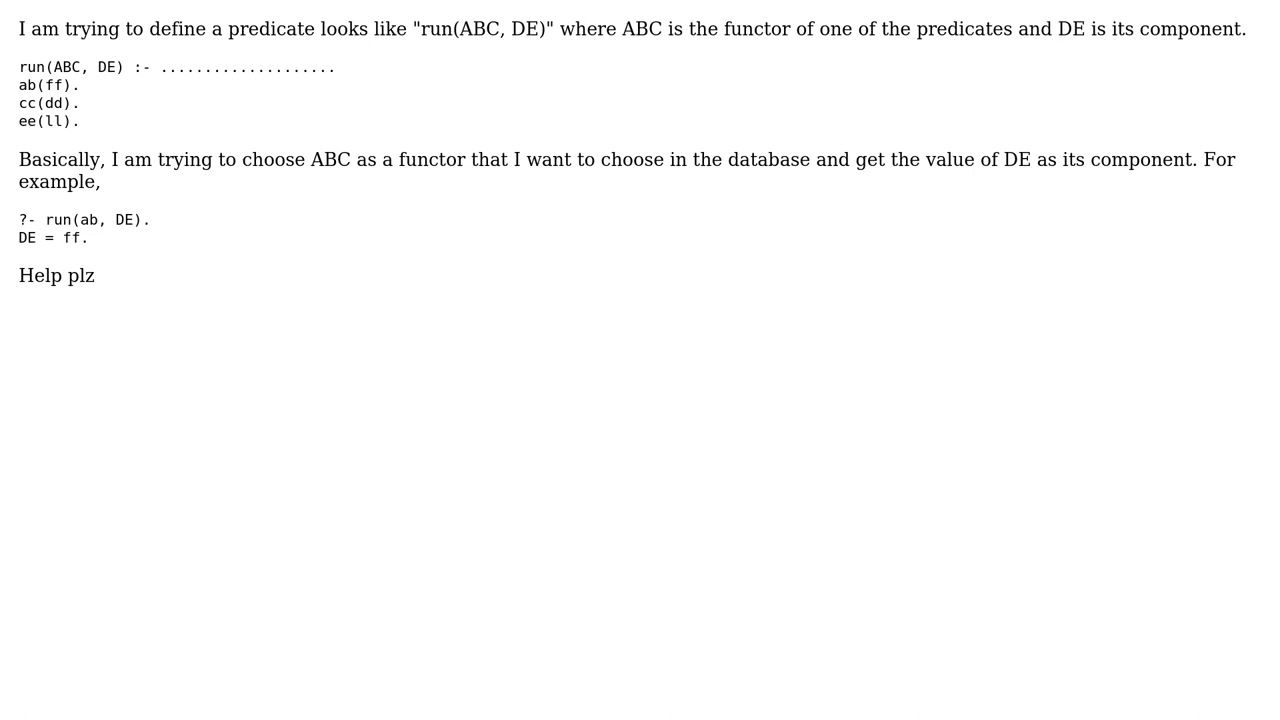 I am trying to define a predicate looks like "run(ABC, DE)" where ABC is the functor of one of the predicates and DE is its component.
run(ABC, DE) :- ....................
ab(ff).
cc(dd).
ee(ll).
Basically, I am trying to choose ABC as a functor that I want to choose in the database and get the value of DE as its component. For
example,
?- run(ab, DE).
DE = ff.
Help plz